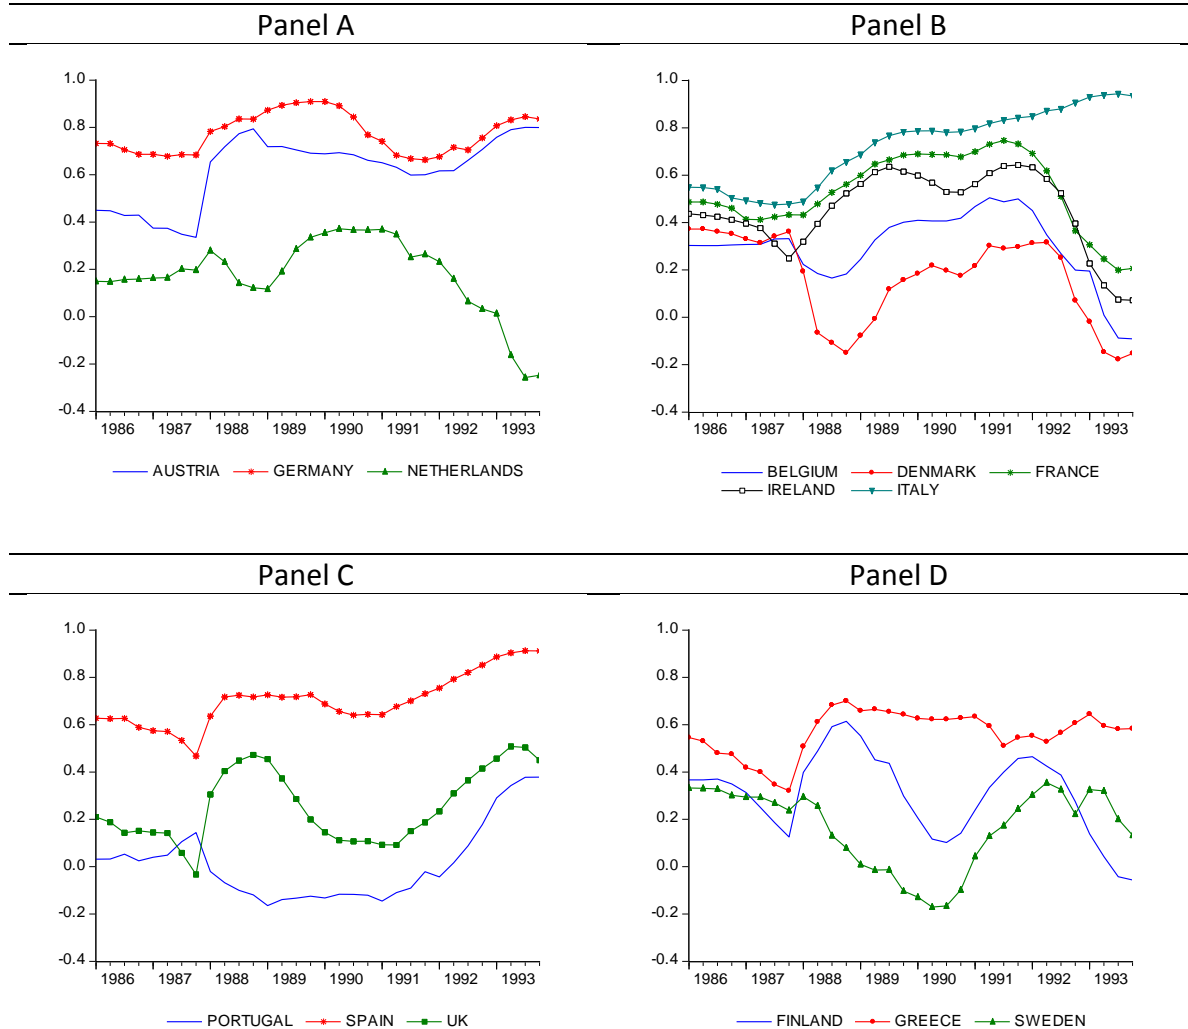 Panel A
Panel B
1.0
0.8
0.6
0.4
0.2
0.0
-0.2
-0.4
1986 1987 1988 1989 1990 1991 1992 1993
AUSTRIA GERMANY NETHERLANDS
1.0
0.8
0.6
0.4
0.2
0.0
-0.2
-0.4
1986 1987 1988 1989 1990 1991 1992 1993
BELGIUM DENMARK FRANCE
IRELAND ITALY
Panel C
Panel D
1.0
0.8
0.6
0.4
0.2
0.0
-0.2
-0.4
1986 1987 1988 1989 1990 1991 1992 1993
PORTUGAL SPAIN UK
1.0
0.8
0.6
0.4
0.2
0.0
-0.2
-0.4
1986 1987 1988 1989 1990 1991 1992 1993
FINLAND GREECE SWEDEN